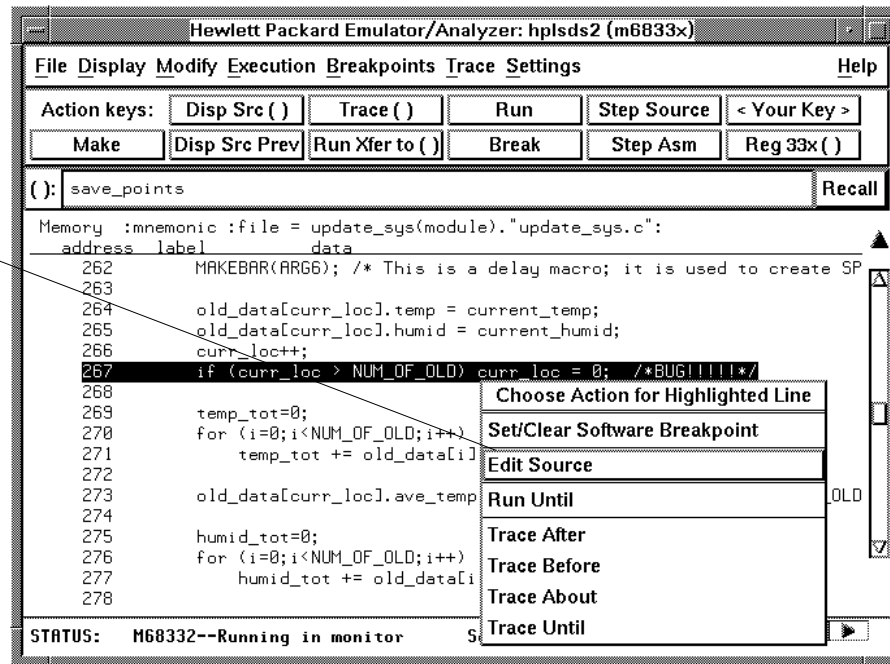 Hewlett Packard Emulator/Analyzer: hplsds2 (m6833x)
File Display Modify Execution Breakpoints Trace Settings Help
Action keys: Disp Src ( ) Trace ( ) Run Step Source < Your Key >
Make Disp Src Prev Run Xfer to ( ) Break Step Asm Reg 33x ( )
( ): save_points Recall
Memory :mnemonic :file = update_sys(module)."update_sys.c":
address label data
262 MAKEBAR(ARG6); /* This is a delay macro; it is used to create SP
263
264 old_data[curr_loc].temp = current_temp;
265 old_data[curr_loc].humid = current_humid;
266 curr_loc++;
267 if (curr_loc > NUM_OF_OLD) curr_loc = 0; /*BUG!!!!!*/
268
Choose Action for Highlighted Line
269 temp_tot=0;
270 for (i=0;i<NUM_OF_OLD;i++)
Set/Clear Software Breakpoint
271 temp_tot += old_data[i]
Edit Source
272
273 old_data[curr_loc].ave_temp _OLD
Run Until
274
275 humid_tot=0;
Trace After
276 for (i=0;i<NUM_OF_OLD;i++)
Trace Before
277 humid_tot += old_data[i
278
Trace About
Trace Until
STATUS: M68332--Running in monitor